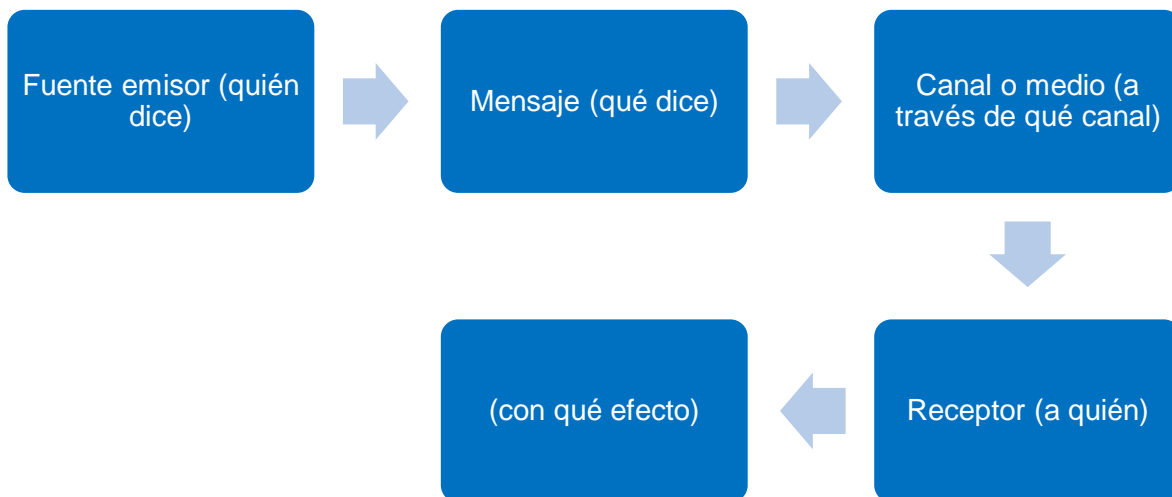 Fuente emisor (quién
dice)
Mensaje (qué dice)
Canal o medio (a
través de qué canal)
Receptor (a quién)
(con qué efecto)